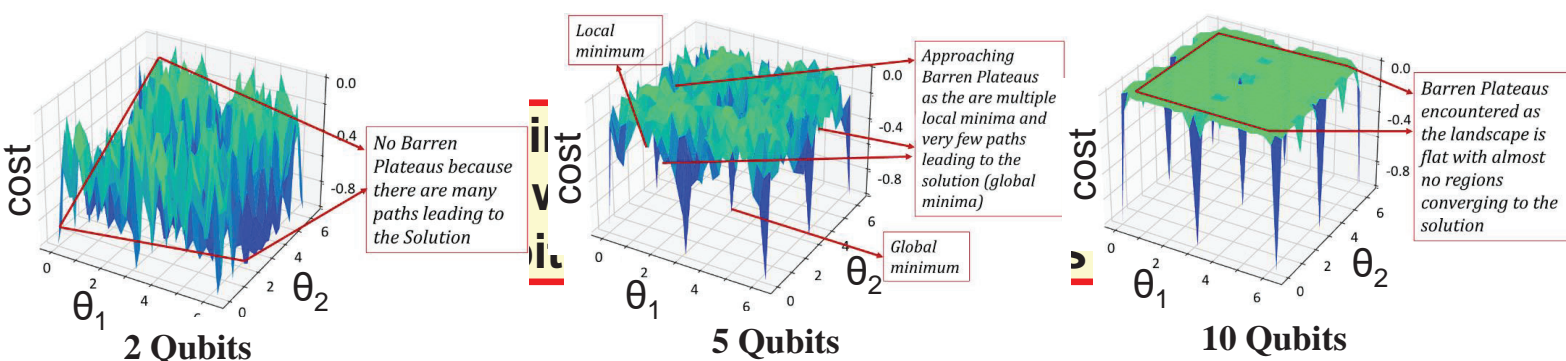 0.0
0.4
-0.8
cost
0
2
4
6
θ1
0
2
4
6
θ2
No Barren
Plateaus because
there are many
paths leading to
the Solution
2 Qubits
Local
minimum
0.0
-0.4
-0.8
cost
0
2
4
6
θ1
0
2
4
6
θ2
Approaching
Barren Plateaus
as the are multiple
local minima and
very few paths
leading to the
solution (global
minima)
Global
minimum
5 Qubits
0.0
-0.4
-0.8
cost
0
2
4
6
θ1
0
2
4
6
θ2
Barren Plateaus
encountered as
the landscape is
flat with almost
no regions
converging to the
solution
10 Qubits